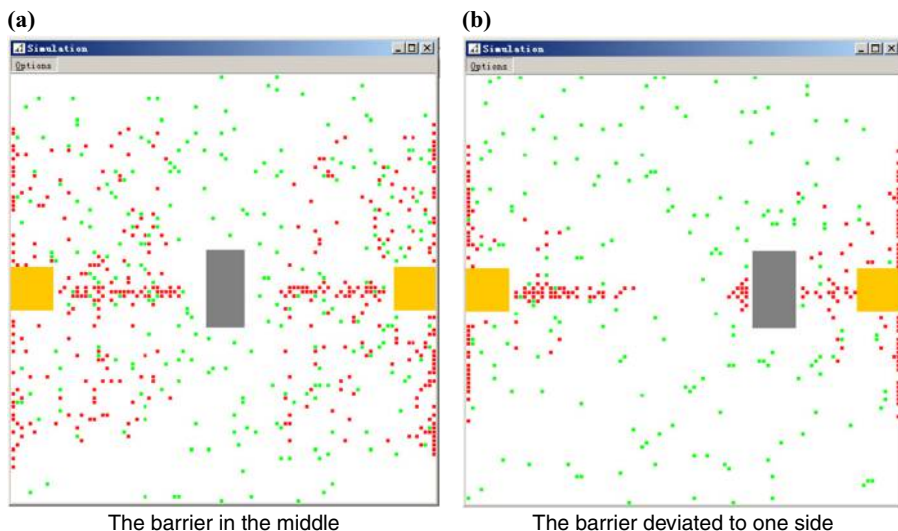 (a)
Simulation
Options
The barrier in the middle
(b)
Simulation
Options
The barrier deviated to one side